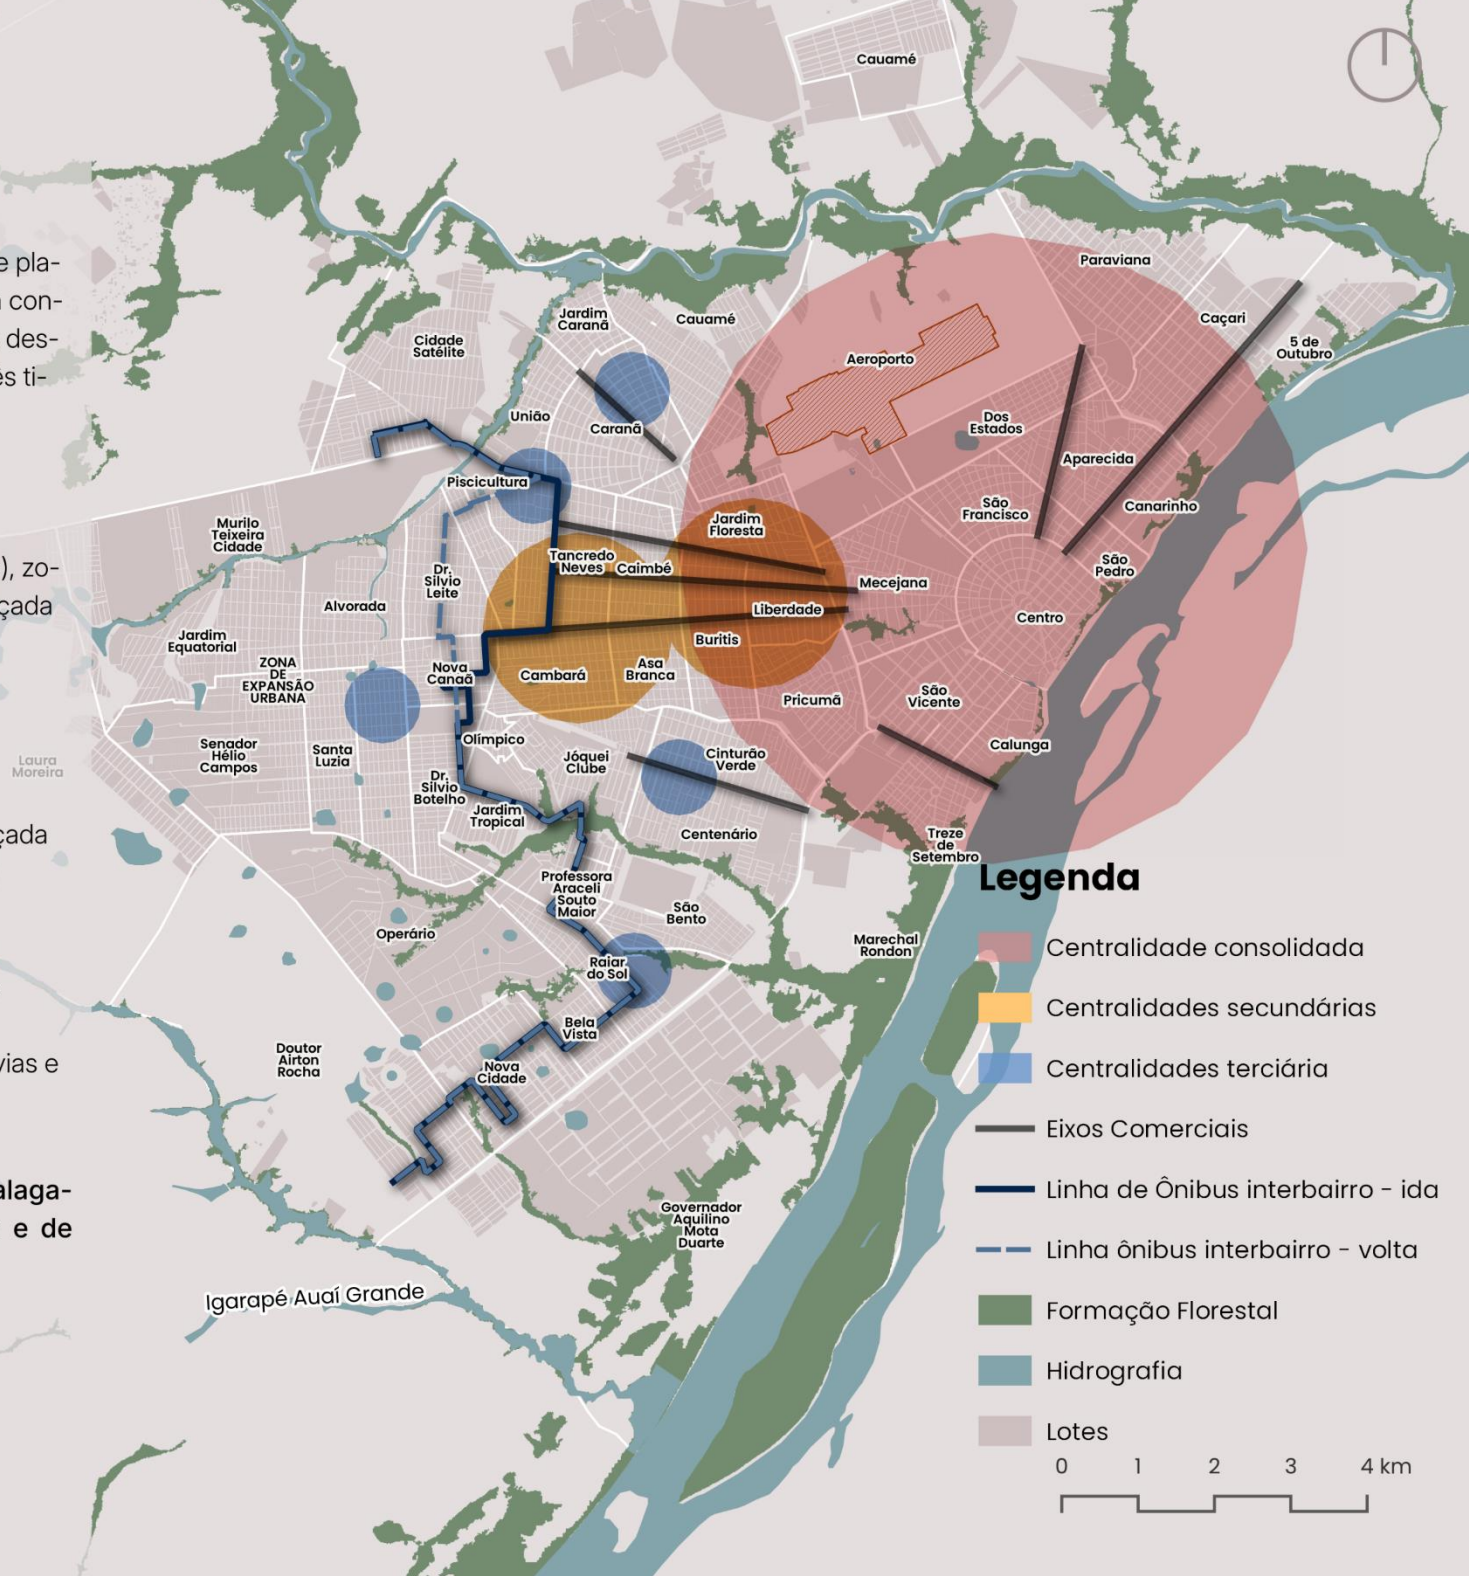 e pla-
con-
des-
ês ti-
), zo-
çada
çada
vias e
alaga-
e de
Cauamé
Paraviana
Jardim
Caranã
Cauamé
Caçari
Cidade
Satélite
5 de
Outubro
Aeroporto
União
Caranã
Dos
Estados
Aparecida
Piscicultura
Murilo
Teixeira
Cidade
Jardim
Floresta
São
Francisco
Canarinho
Tancredo
Neves
Caimbé
Mecejana
São
Pedro
Dr.
Silvio
Leite
Alvorada
Liberdade
Centro
Jardim
Equatorial
Buritis
ZONA
DE
EXPANSÃO
URBANA
Nova
Canaã
Cambará
Asa
Branca
Pricumã
São
Vicente
Senador
Hélio
Campos
Santa
Luzia
Olímpico
Jóquei
Clube
Cinturão
Verde
Calunga
Laura
Moreira
Dr.
Silvio
Botelho
Jardim
Tropical
Centenário
Treze
de
Setembro
Professora
Araceli
Souto
Maior
São
Bento
Operário
Marechal
Rondon
Raiar
do Sol
Bela
Vista
Doutor
Airton
Rocha
Nova
Cidade
Governador
Aquilino
Mota
Duarte
Igarapé Auaí Grande
Legenda
Centralidade consolidada
Centralidades secundárias
Centralidades terciária
Eixos Comerciais
Linha de Ônibus interbairro - ida
Linha ônibus interbairro - volta
Formação Florestal
Hidrografia
Lotes
0 1 2 3 4 km